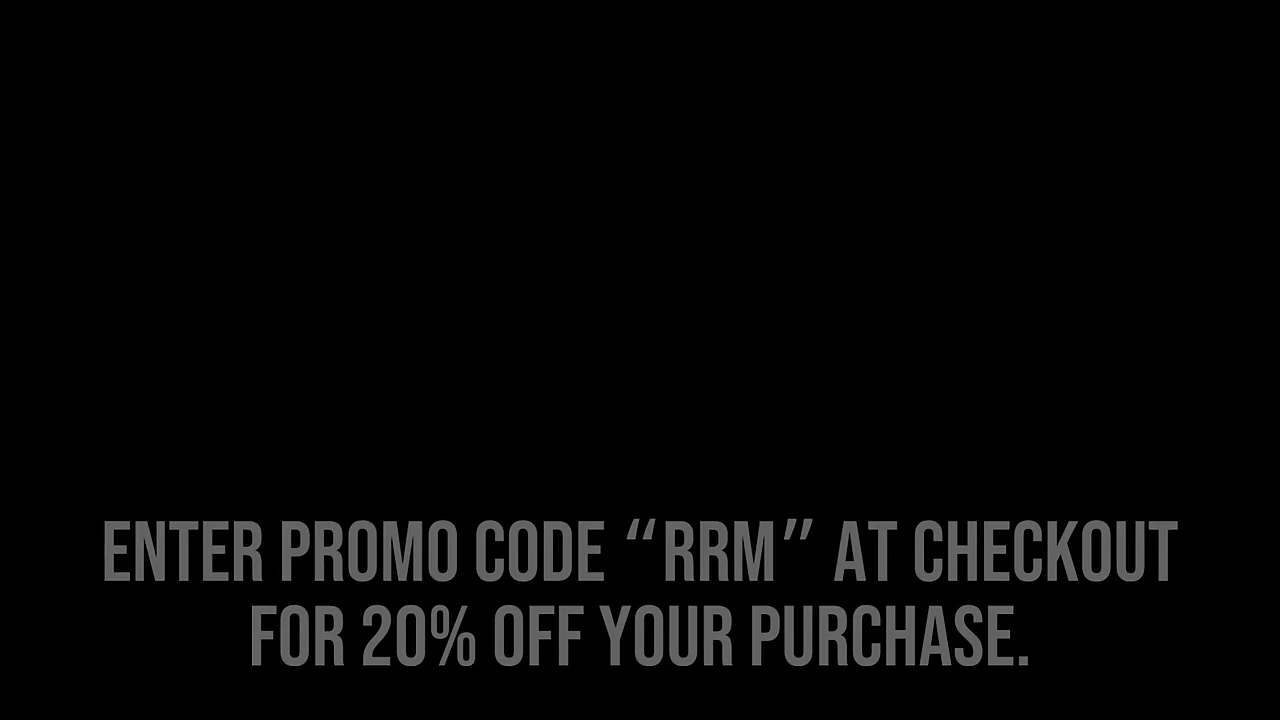 ENTER PROMO CODE “RRM” AT CHECKOUT
FOR 20% OFF YOUR PURCHASE.